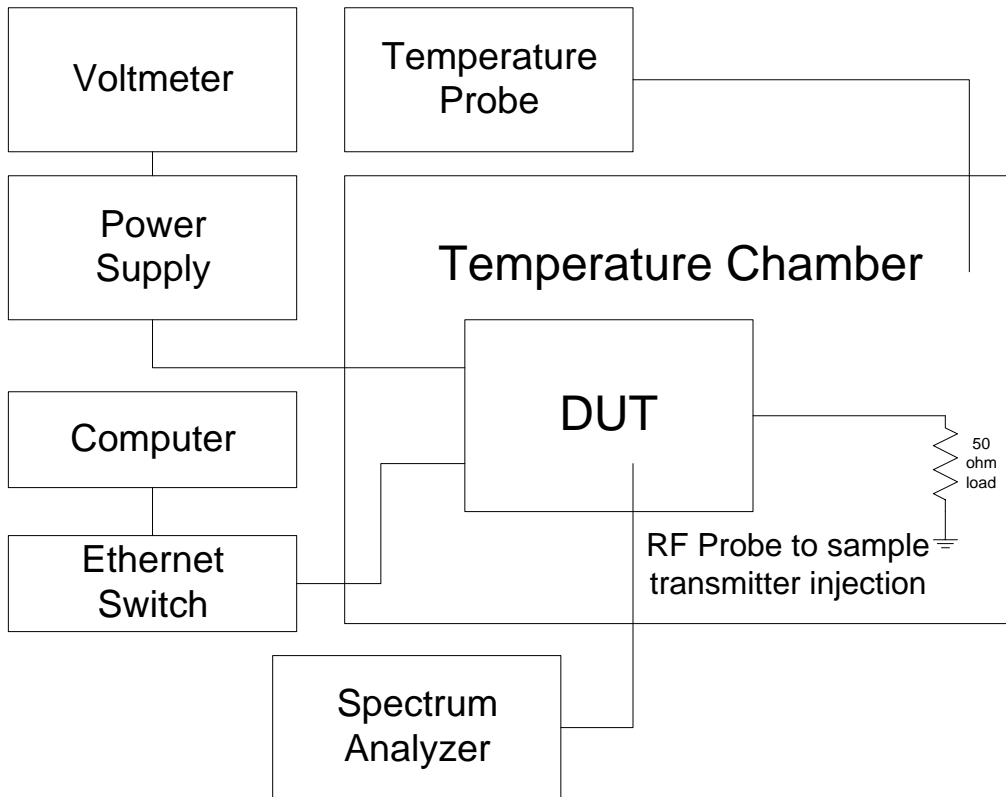 Voltmeter
Temperature
Probe
Power
Supply
Temperature Chamber
DUT
Computer
50
ohm
load
Ethernet
Switch
RF Probe to sample
transmitter injection
Spectrum
Analyzer